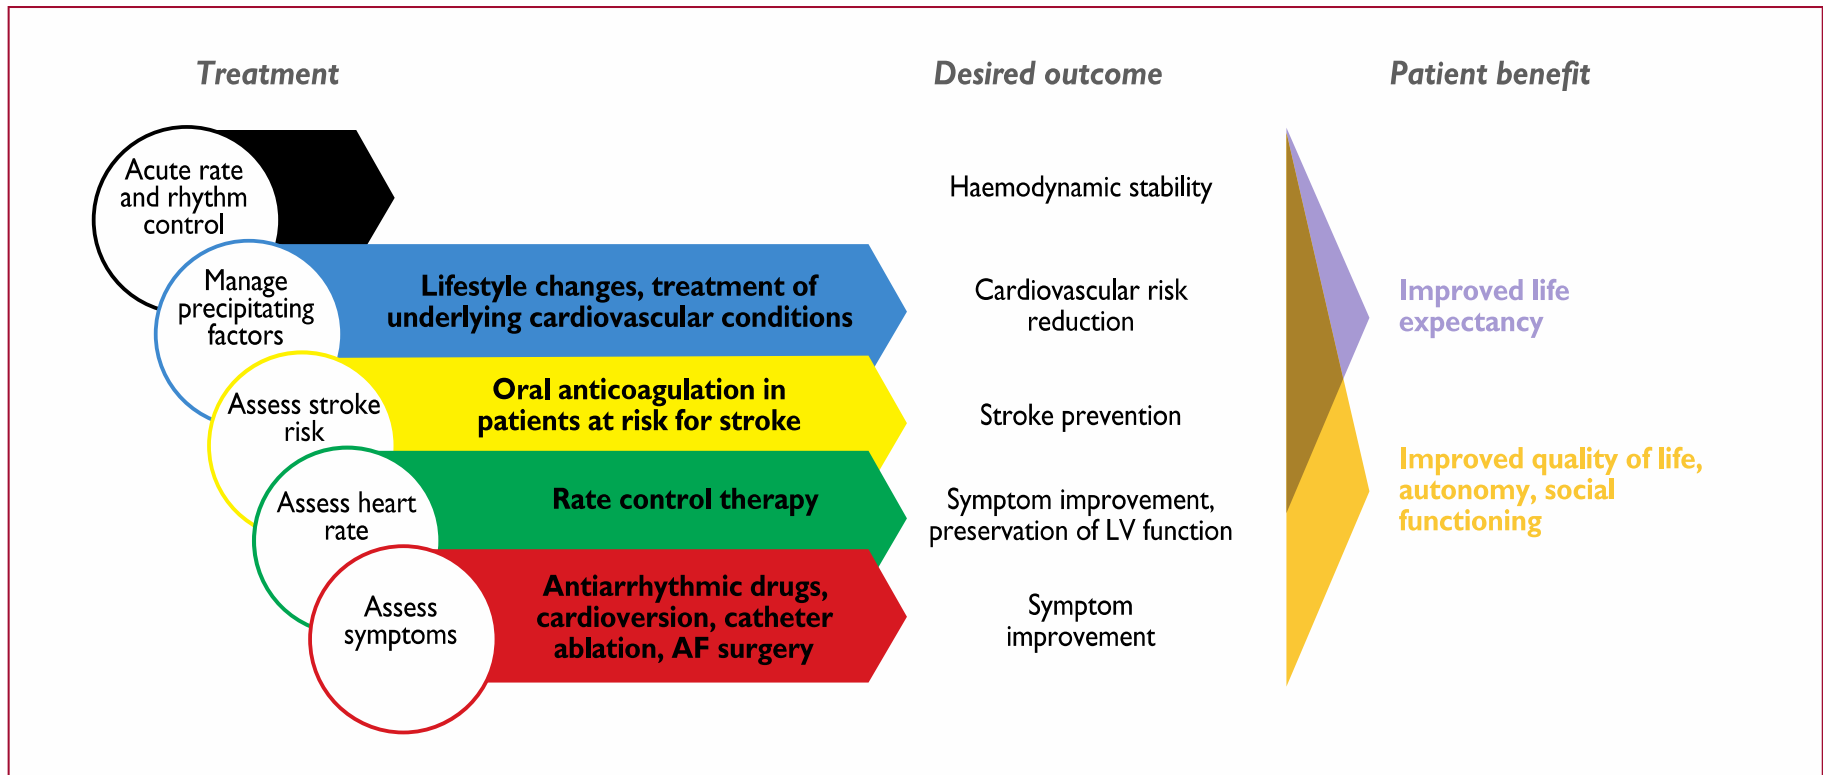 Treatment
Desired outcome
Patient benefit
Acute rate
and rhythm
control
Haemodynamic stability
Manage
precipitating
factors
Lifestyle changes, treatment of
underlying cardiovascular conditions
Cardiovascular risk
reduction
Improved life
expectancy
Assess stroke
risk
Oral anticoagulation in
patients at risk for stroke
Stroke prevention
Improved quality of life,
autonomy, social
functioning
Assess heart
rate
Rate control therapy
Symptom improvement,
preservation of LV function
Assess
symptoms
Antiarrhythmic drugs,
cardioversion, catheter
ablation, AF surgery
Symptom
improvement